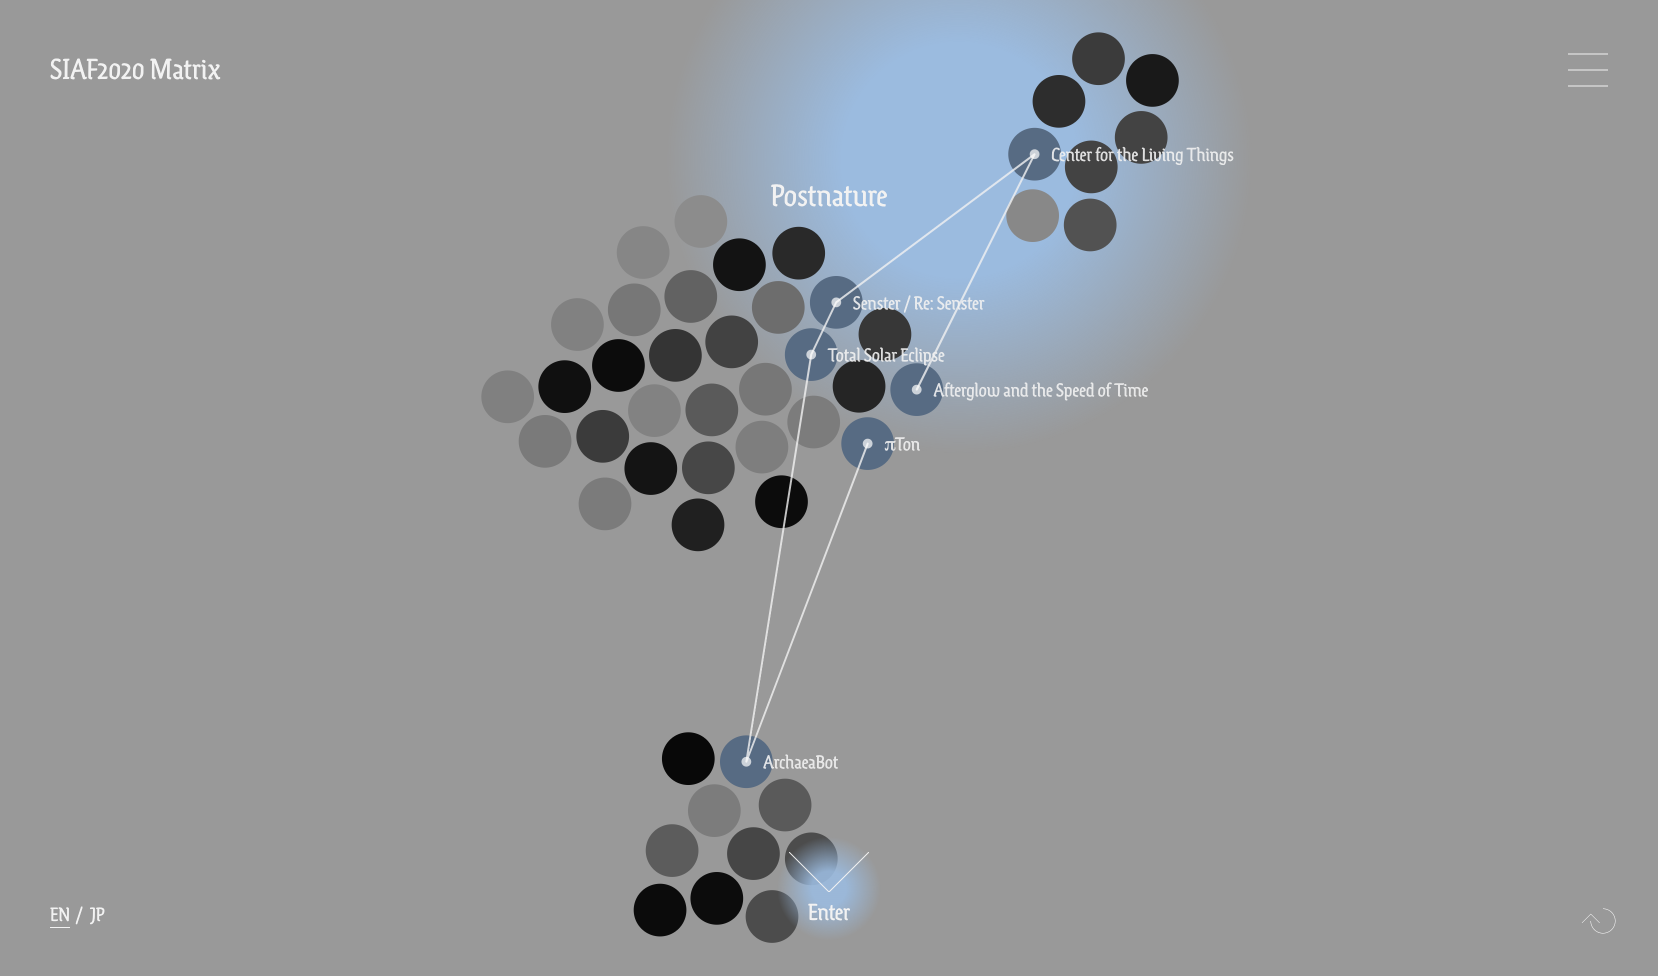 SIAF2020 Matrix
Center for the Living Things
Postnature
Senster / Re: Senster
Total Solar Eclipse
Afterglow and the Speed of Time
πTon
ArchaeaBot
Enter
EN / JP